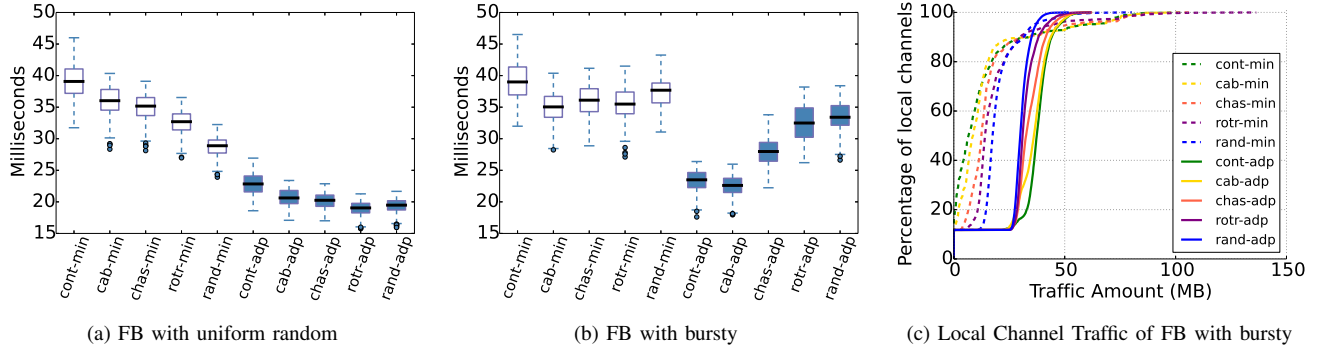 50
45
40
35
30
25
20
15
Milliseconds
cont-min
cab-min
chas-min
rotr-min
rand-min
cont-adp
cab-adp
chas-adp
rotr-adp
rand-adp
(a) FB with uniform random
50
45
40
35
30
25
20
15
Milliseconds
cont-min
cab-min
chas-min
rotr-min
rand-min
cont-adp
cab-adp
chas-adp
rotr-adp
rand-adp
(b) FB with bursty
100
80
60
40
20
0
Percentage of local channels
cont-min
cab-min
chas-min
rotr-min
rand-min
cont-adp
cab-adp
chas-adp
rotr-adp
rand-adp
0 50 100 150
Traffic Amount (MB)
(c) Local Channel Traffic of FB with bursty